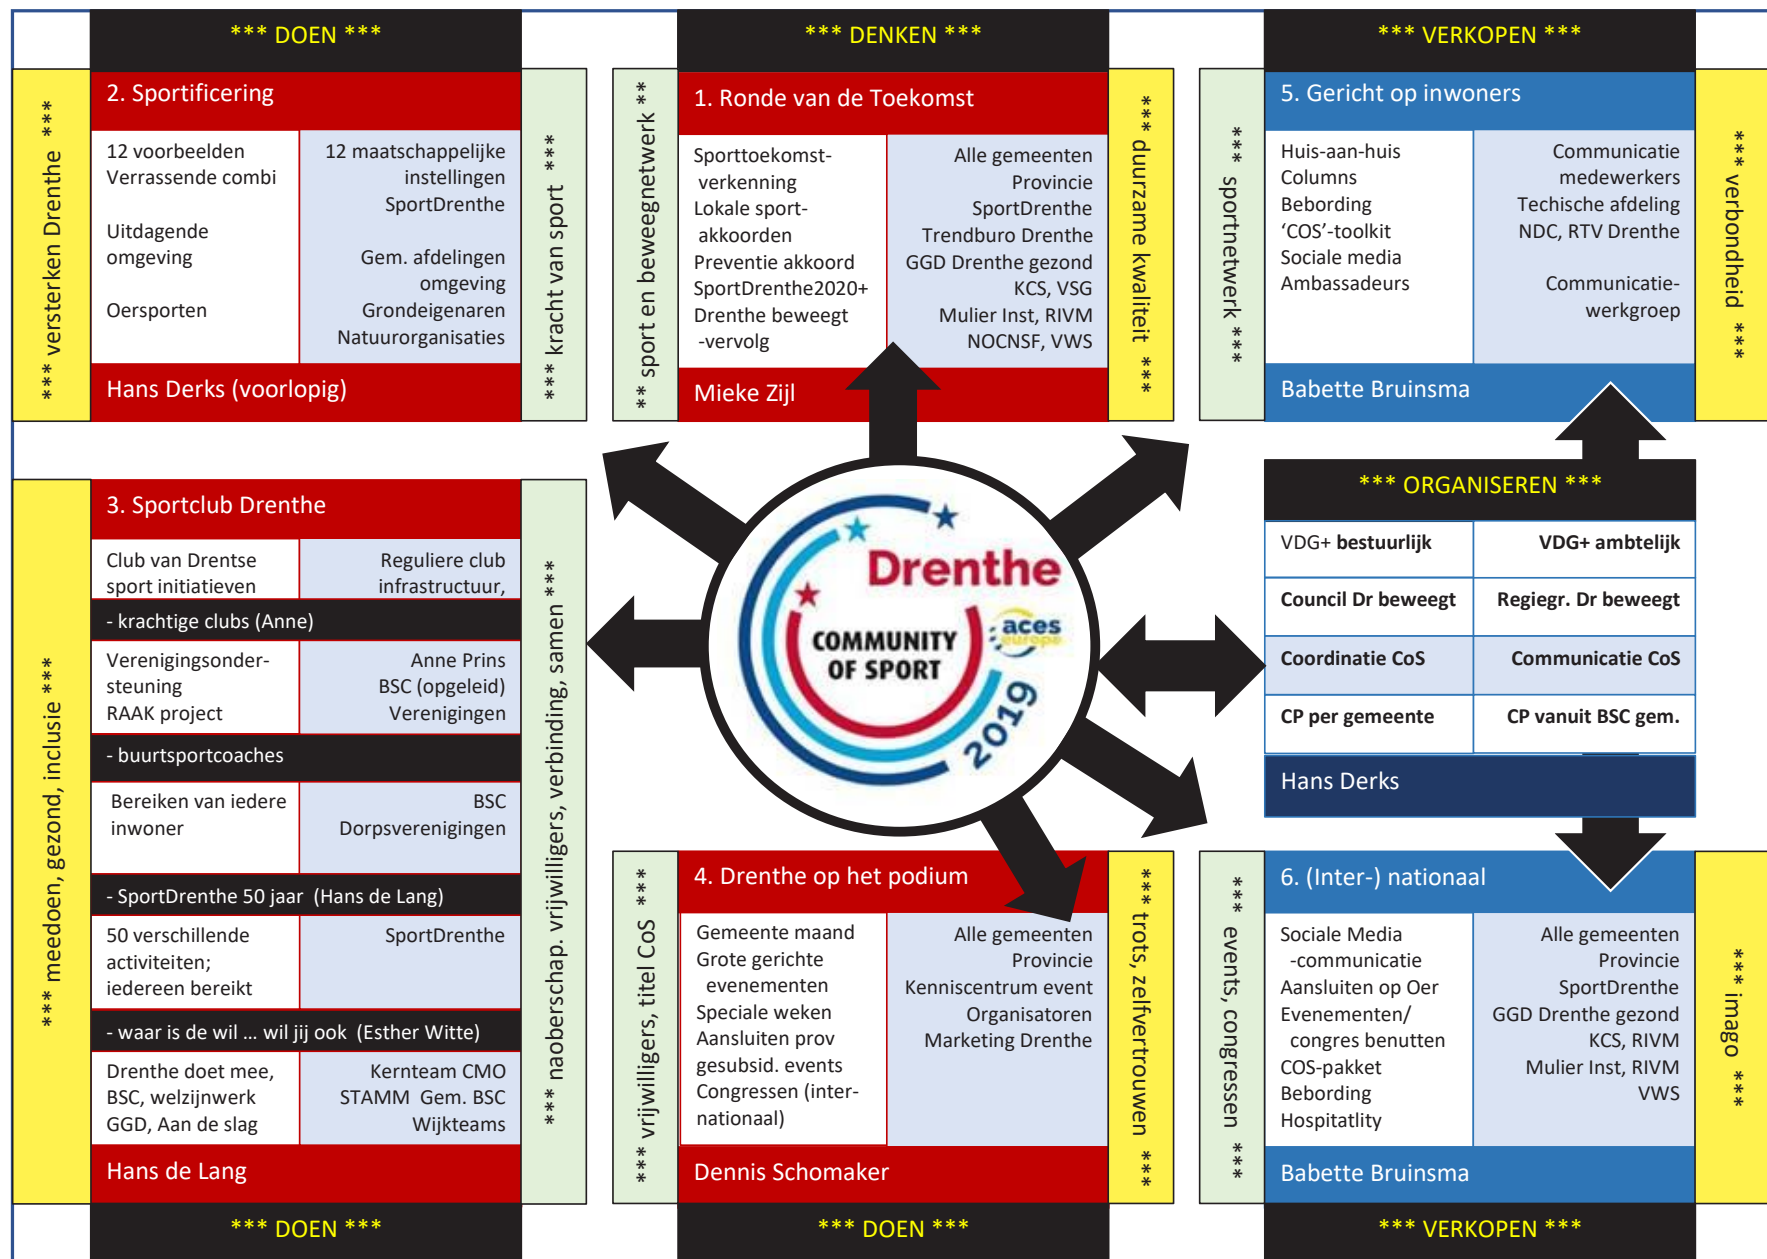 *** DOEN ***
*** versterken Drenthe ***
2. Sportificering
12 voorbeelden
Verrassende combi
Uitdagende
omgeving
Oersporten
12 maatschappelijke
instellingen
SportDrenthe
Gem. afdelingen
omgeving
Grondeigenaren
Natuurorganisaties
Hans Derks (voorlopig)
*** kracht van sport ***
*** DENKEN ***
** sport en beweegnetwerk **
1. Ronde van de Toekomst
Sporttoekomst-
verkenning
Lokale sport-
akkoorden
Preventie akkoord
SportDrenthe2020+
Drenthe beweegt
-vervolg
Alle gemeenten
Provincie
SportDrenthe
Trendburo Drenthe
GGD Drenthe gezond
KCS, VSG
Mulier Inst, RIVM
NOCNSF, VWS
Mieke Zijl
*** duurzame kwaliteit ***
*** VERKOPEN ***
*** sportnetwerk ***
5. Gericht op inwoners
Huis-aan-huis
Columns
Bebording
‘COS’-toolkit
Sociale media
Ambassadeurs
Communicatie
medewerkers
Techische afdeling
NDC, RTV Drenthe
Communicatie-
werkgroep
Babette Bruinsma
*** verbondheid ***
*** meedoen, gezond, inclusie ***
3. Sportclub Drenthe
Club van Drentse
sport initiatieven
Reguliere club
infrastructuur,
- krachtige clubs (Anne)
Verenigingsonder-
steuning
RAAK project
Anne Prins
BSC (opgeleid)
Verenigingen
- buurtsportcoaches
Bereiken van iedere
inwoner
BSC
Dorpsverenigingen
- SportDrenthe 50 jaar (Hans de Lang)
50 verschillende
activiteiten;
iedereen bereikt
SportDrenthe
- waar is de wil … wil jij ook (Esther Witte)
Drenthe doet mee,
BSC, welzijnwerk
GGD, Aan de slag
Kernteam CMO
STAMM Gem. BSC
Wijkteams
Hans de Lang
*** DOEN ***
*** naoberschap. vrijwilligers, verbinding, samen ***
Drenthe
COMMUNITY
OF SPORT
aces
europe
2019
*** ORGANISEREN ***
VDG+ bestuurlijk
VDG+ ambtelijk
Council Dr beweegt
Regiegr. Dr beweegt
Coordinatie CoS
Communicatie CoS
CP per gemeente
CP vanuit BSC gem.
Hans Derks
*** vrijwilligers, titel CoS ***
4. Drenthe op het podium
Gemeente maand
Grote gerichte
evenementen
Speciale weken
Aansluiten prov
gesubsid. events
Congressen (inter-
nationaal)
Alle gemeenten
Provincie
Kenniscentrum event
Organisatoren
Marketing Drenthe
Dennis Schomaker
*** DOEN ***
*** trots, zelfvertrouwen ***
*** events, congressen ***
6. (Inter-) nationaal
Sociale Media
-communicatie
Aansluiten op Oer
Evenementen/
congres benutten
COS-pakket
Bebording
Hospitatlity
Alle gemeenten
Provincie
SportDrenthe
GGD Drenthe gezond
KCS, RIVM
Mulier Inst, RIVM
VWS
Babette Bruinsma
*** VERKOPEN ***
*** imago ***